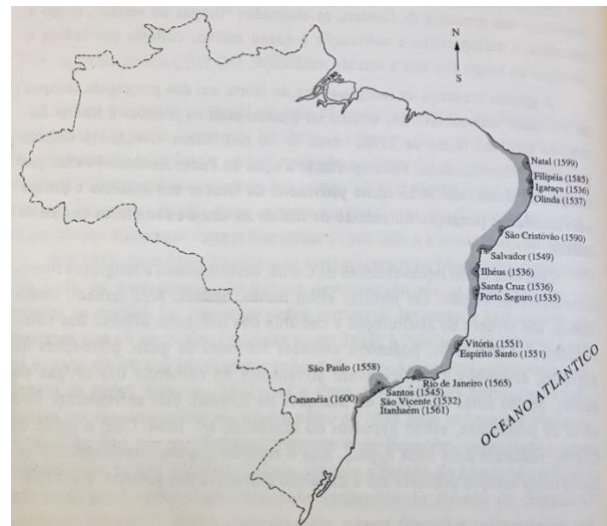 N
S
Natal (1599)
Filipéia (1585)
Igaraçu (1536)
Olinda (1537)
São Cristóvão (1590)
Salvador (1549)
Ilhéus (1536)
Santa Cruz (1536)
Porto Seguro (1535)
Vitória (1551)
Espírito Santo (1551)
São Paulo (1558)
Rio de Janeiro (1565)
Cananéia (1600)
Santos (1545)
São Vicente (1532)
Itanhaém (1561)
OCEANO ATLÂNTICO